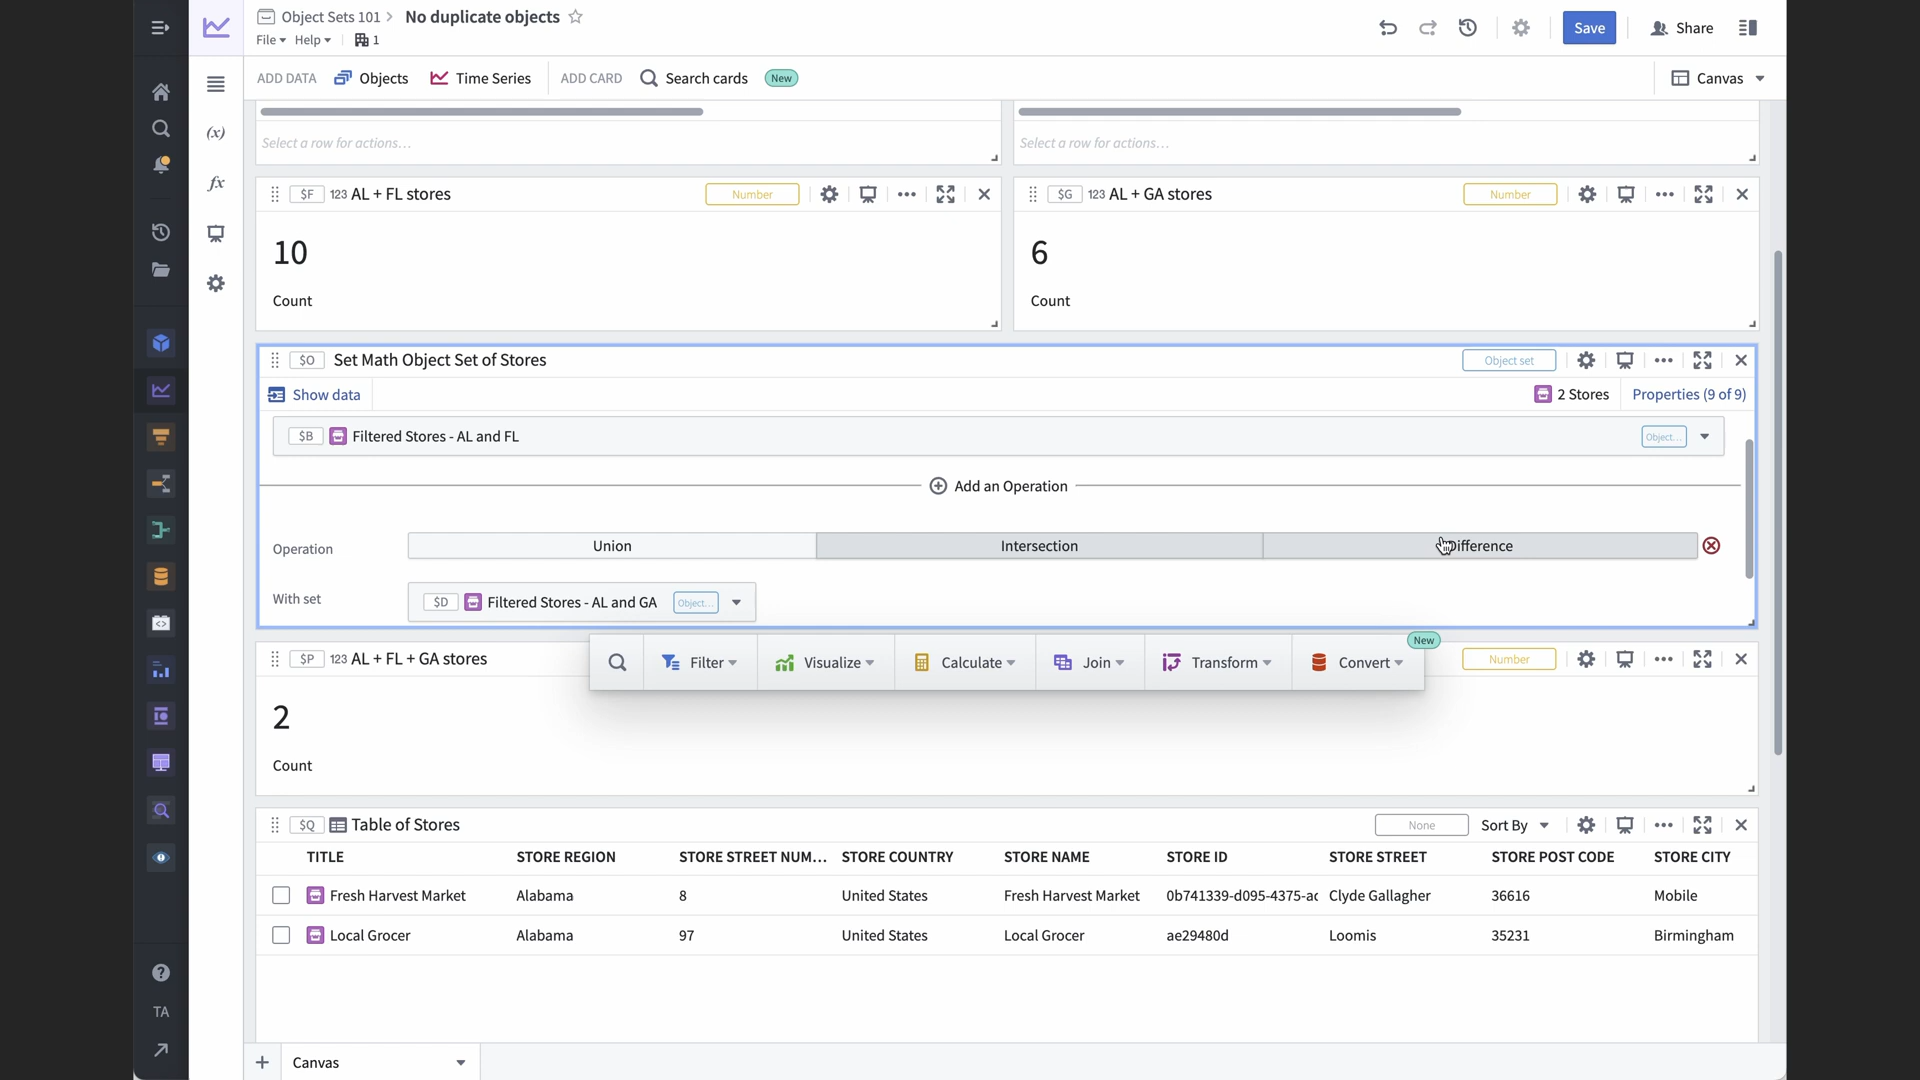 Object Sets 101 > No duplicate objects
File Help 1
Save Share
ADD DATA Objects Time Series ADD CARD Search cards New Canvas
(x)
fx
Select a row for actions...
Select a row for actions...
$F 123 AL + FL stores Number
10
Count
$G 123 AL + GA stores Number
6
Count
$O Set Math Object Set of Stores Object set
Show data 2 Stores Properties (9 of 9)
$B Filtered Stores - AL and FL Object...
Add an Operation
Operation Union Intersection
With set $D Filtered Stores - AL and GA Object...
Filter Visualize Calculate Join Transform Convert New
$P 123 AL + FL + GA stores Number
2
Count
$Q Table of Stores None Sort By
TITLE STORE REGION STORE STREET NUM... STORE COUNTRY STORE NAME STORE ID STORE STREET STORE POST CODE STORE CITY
Fresh Harvest Market Alabama 8 United States Fresh Harvest Market 0b741339-d095-4375-ac Clyde Gallagher 36616 Mobile
Local Grocer Alabama 97 United States Local Grocer ae29480d Loomis 35231 Birmingham
TA
Canvas